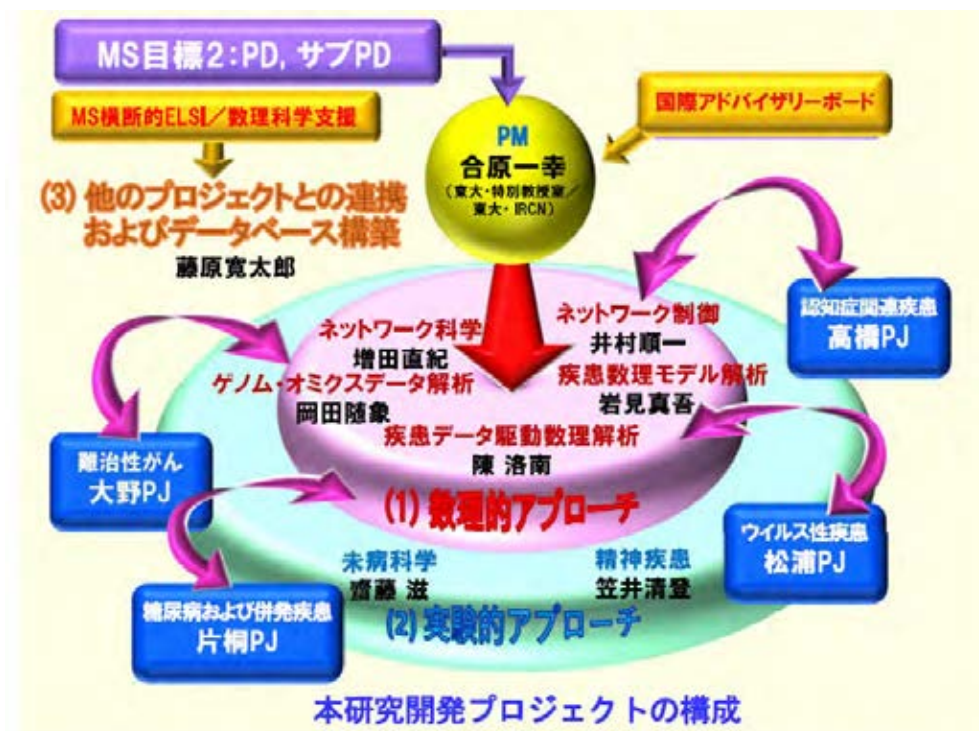 MS目標2:PD, サブPD
MS横断的ELSI／数理科学支援
国際アドバイザリーボード
PM
合原一幸
(東大・特別教授室／
東大・IRCN)
(3) 他のプロジェクトとの連携
およびデータベース構築
藤原寛太郎
ネットワーク科学
増田直紀
ネットワーク制御
井村順一
ゲノム・オミクスデータ解析
岡田随象
疾患数理モデル解析
岩見真吾
疾患データ駆動数理解析
陳 洛南
(1) 数理的アプローチ
未病科学
齋藤 滋
精神疾患
笠井清登
(2) 実験的アプローチ
認知症関連疾患
高橋PJ
難治性がん
大野PJ
ウイルス性疾患
松浦PJ
糖尿病および併発疾患
片桐PJ
本研究開発プロジェクトの構成